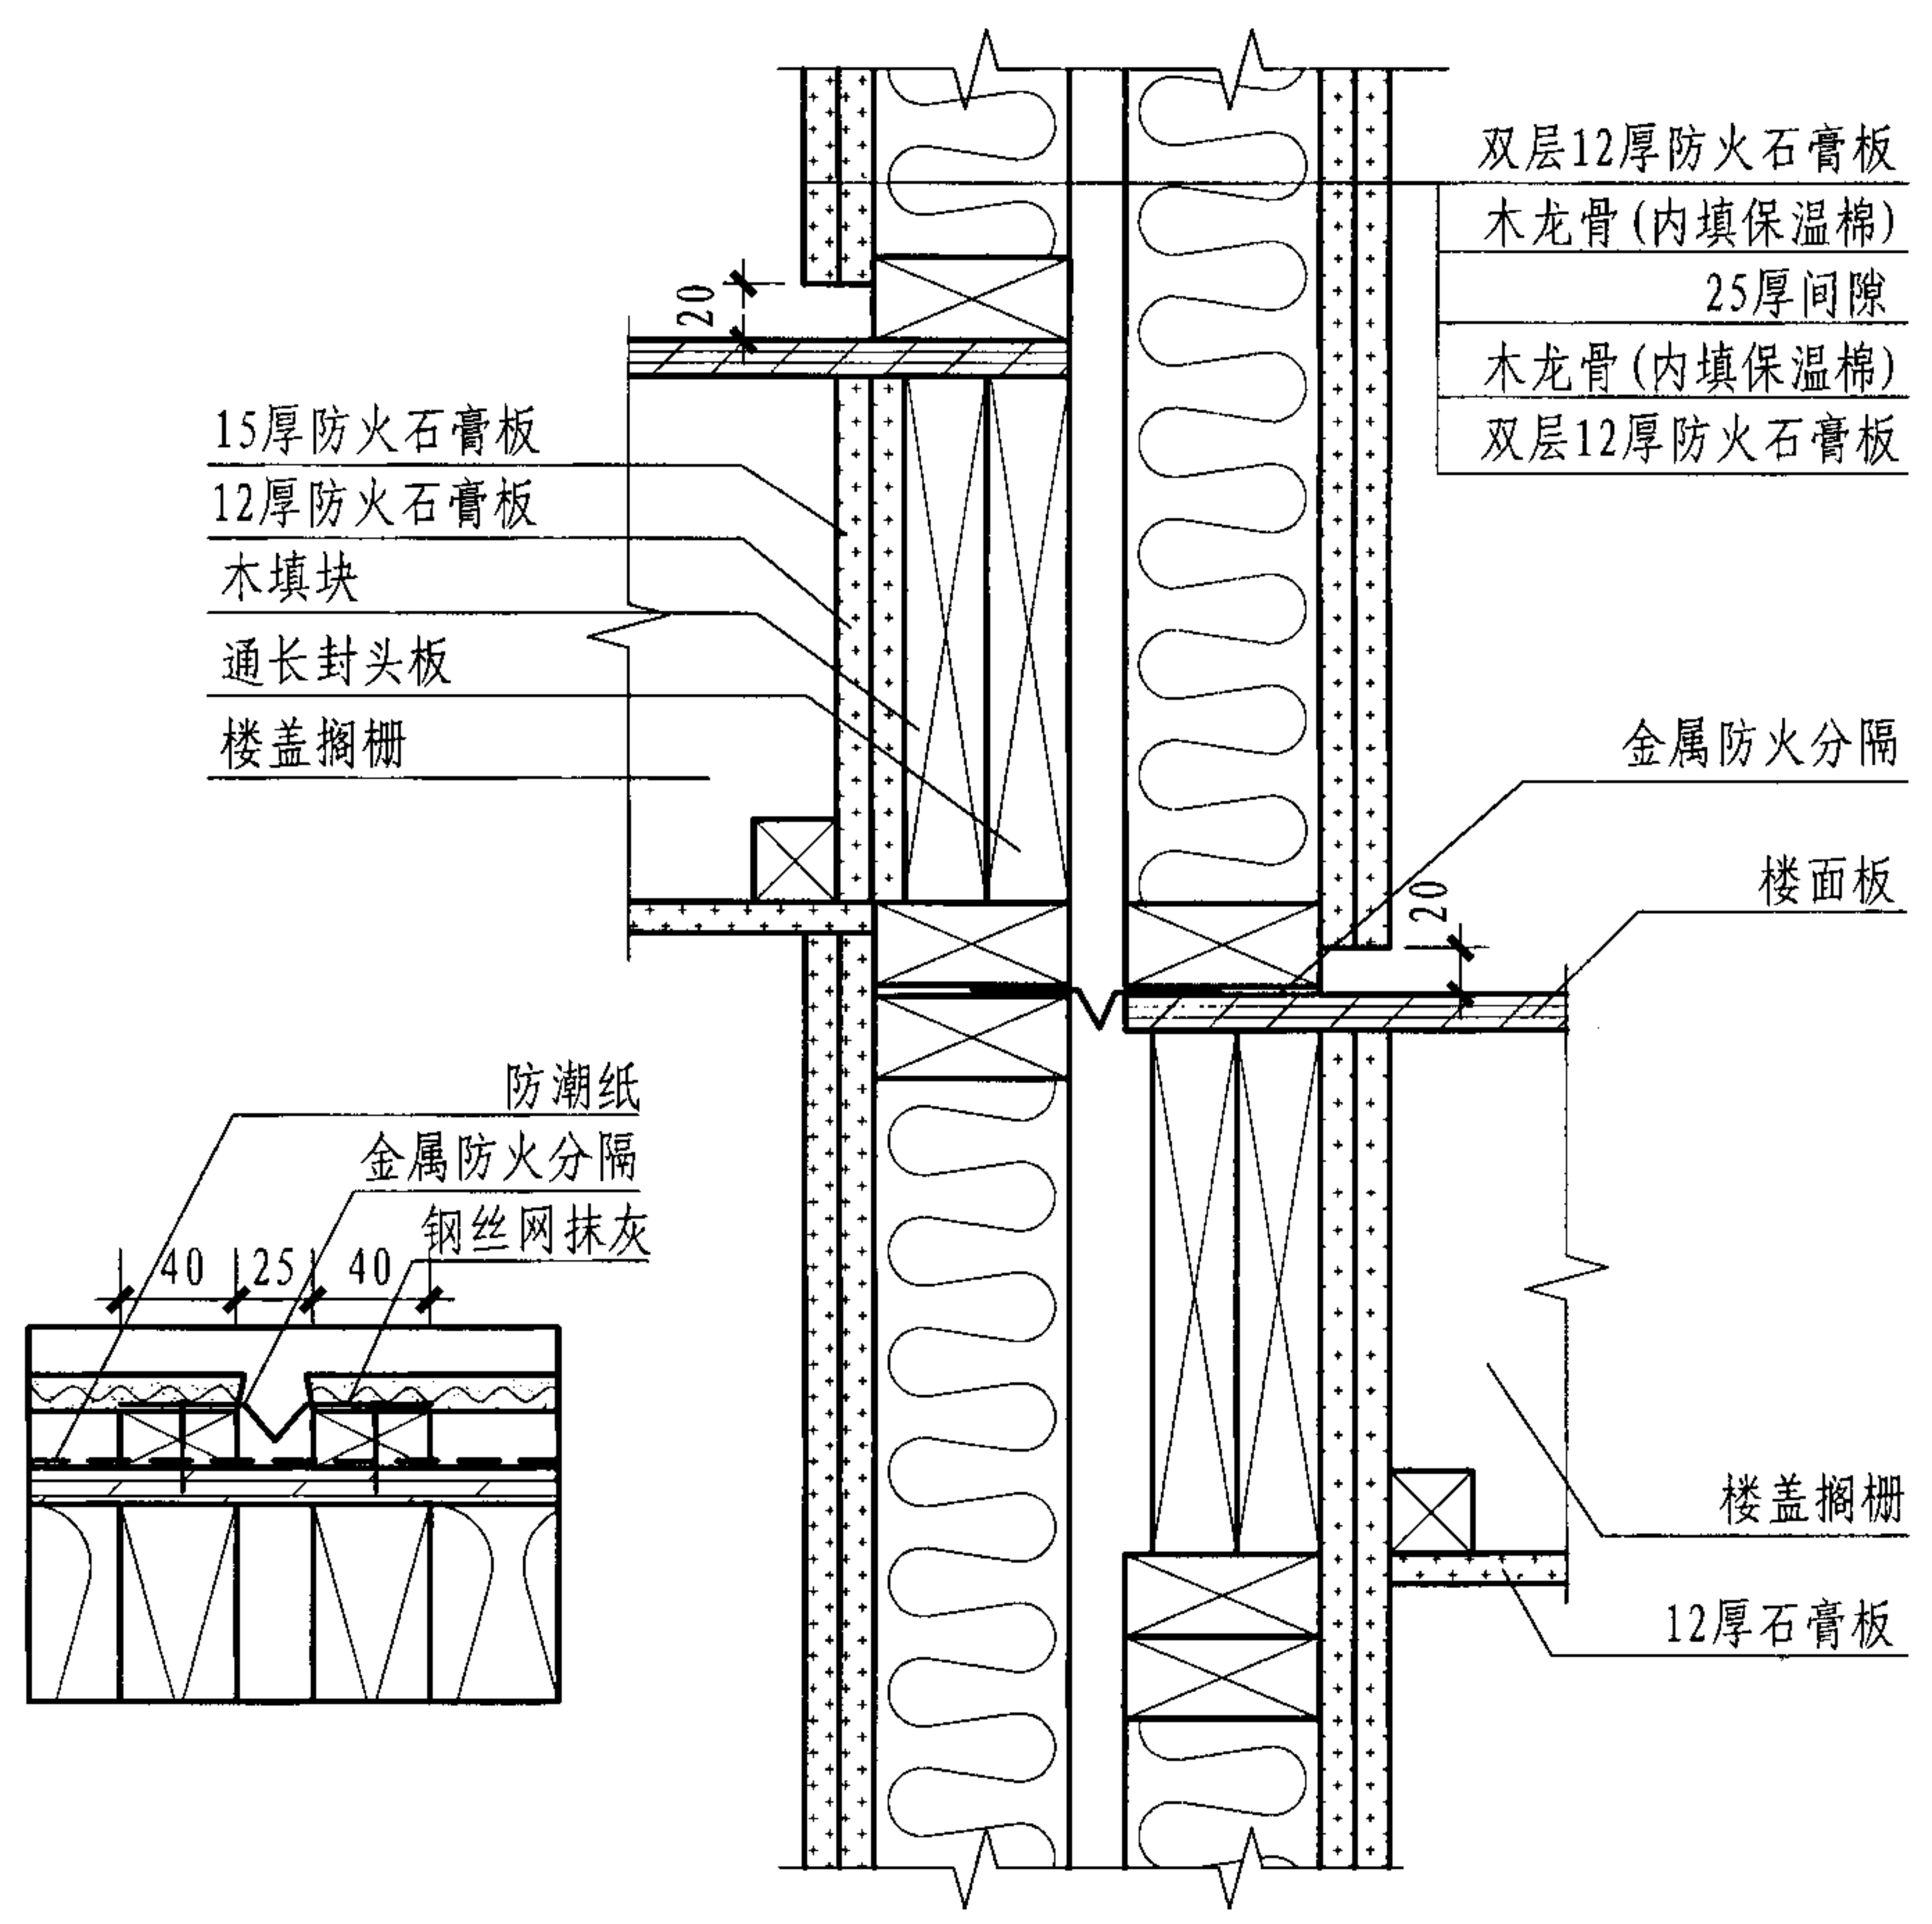 双层12厚防火石膏板
木龙骨(内填保温棉)
25厚间隙
木龙骨(内填保温棉)
双层12厚防火石膏板
20
15厚防火石膏板
12厚防火石膏板
木填块
通长封头板
楼盖搁栅
金属防火分隔
楼面板
20
防潮纸
金属防火分隔
钢丝网抹灰
40 25 40
楼盖搁栅
12厚石膏板